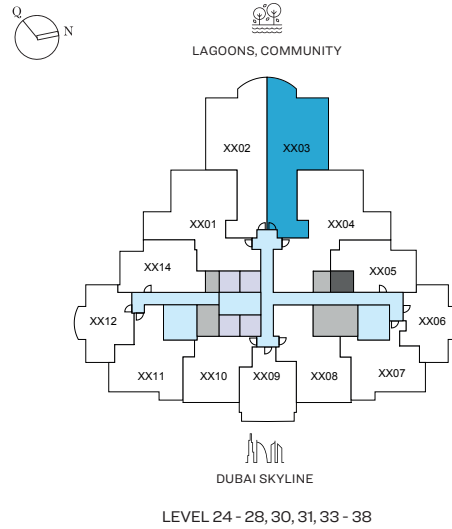 Q
N
LAGOONS, COMMUNITY
XX02
XX03
XX01
XX04
XX14
XX05
XX12
XX06
XX11
XX10
XX09
XX08
XX07
DUBAI SKYLINE
LEVEL 24 - 28, 30, 31, 33 - 38